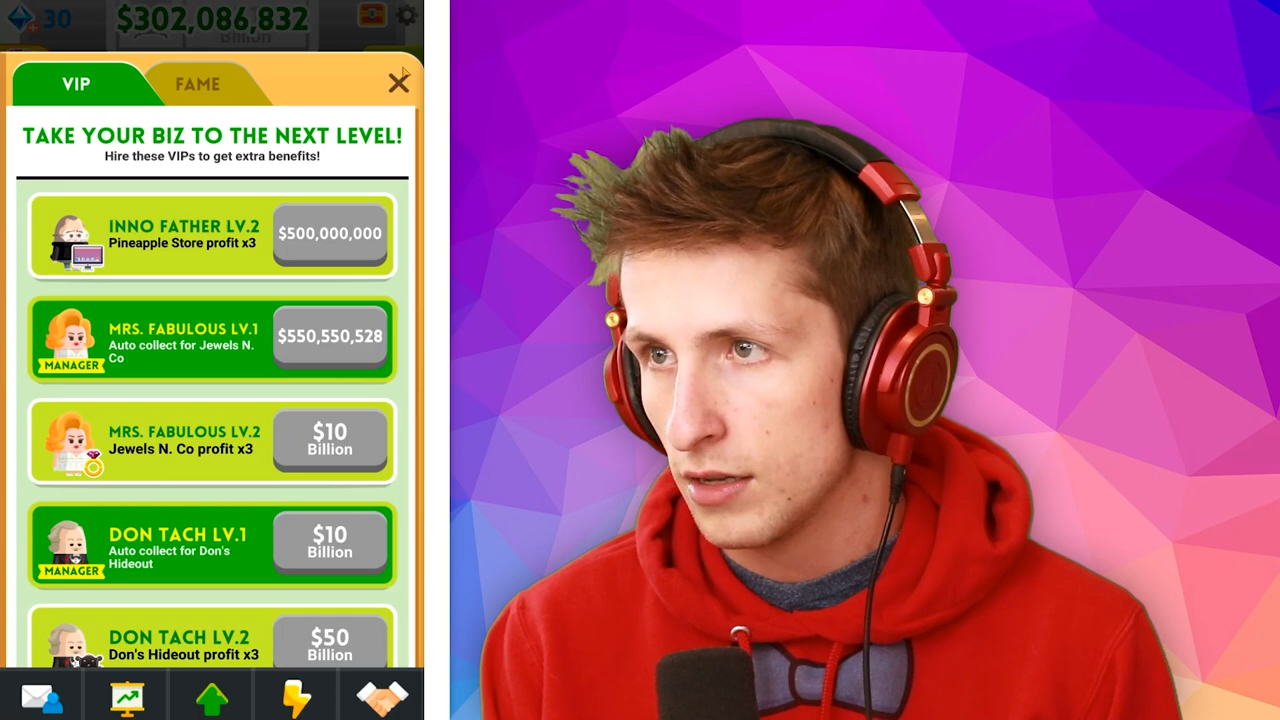 30
$302,086,832
Billion
VIP
FAME
TAKE YOUR BIZ TO THE NEXT LEVEL!
Hire these VIPs to get extra benefits!
INNO FATHER LV.2
Pineapple Store profit x3
$500,000,000
MRS. FABULOUS LV.1
Auto collect for Jewels N.
Co
MANAGER
$550,550,528
MRS. FABULOUS LV.2
Jewels N. Co profit x3
$10
Billion
DON TACH LV.1
Auto collect for Don's
Hideout
MANAGER
$10
Billion
DON TACH LV.2
Don's Hideout profit x3
$50
Billion